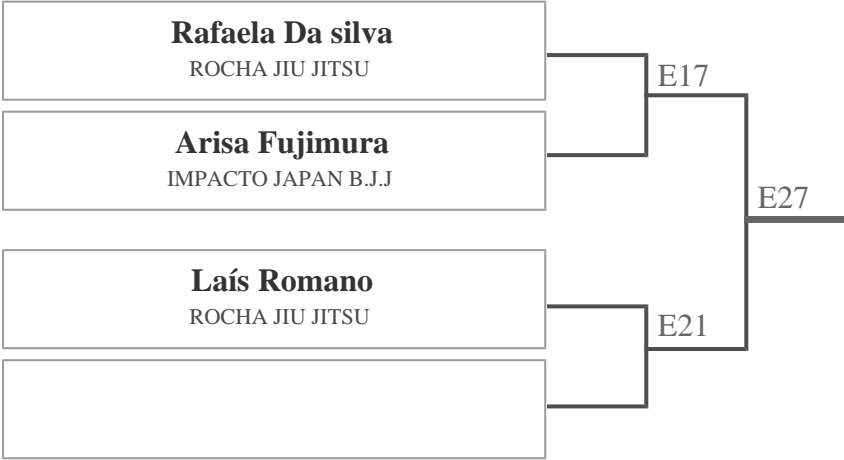 Rafaela Da silva
ROCHA JIU JITSU
E17
Arisa Fujimura
IMPACTO JAPAN B.J.J
E27
Laís Romano
ROCHA JIU JITSU
E21